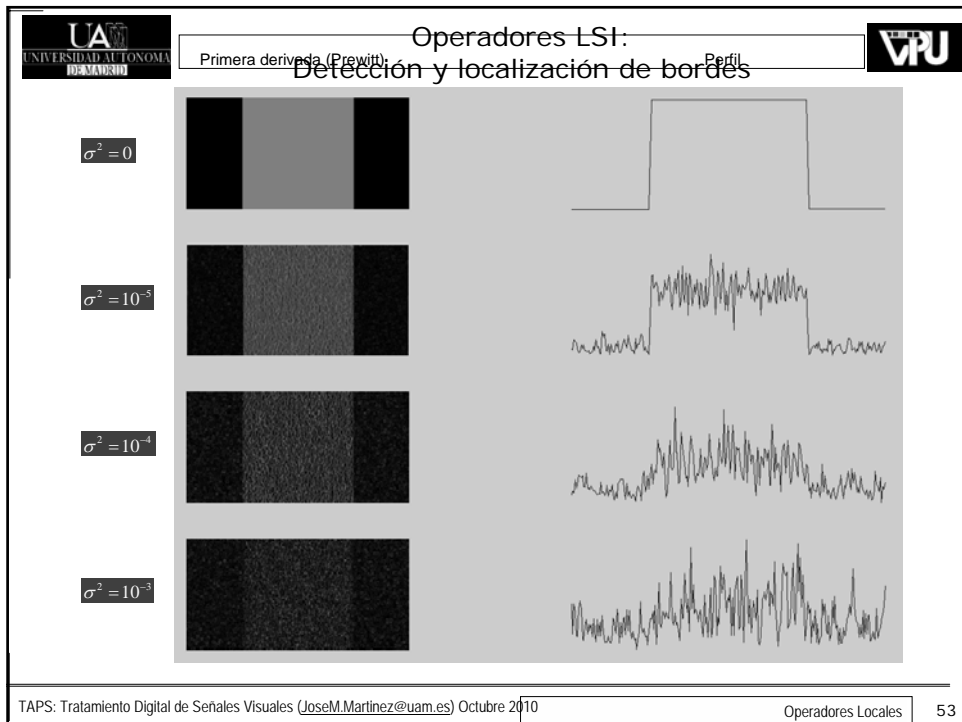 UAM
UNIVERSIDAD AUTONOMA
DE MADRID
Operadores LSI:
Detección y localización de bordes
VPU
Primera derivada (Prewitt)
Perfil
σ² = 0
σ² = 10⁻⁵
σ² = 10⁻⁴
σ² = 10⁻³
TAPS: Tratamiento Digital de Señales Visuales (JoseM.Martinez@uam.es) Octubre 2010
Operadores Locales
53